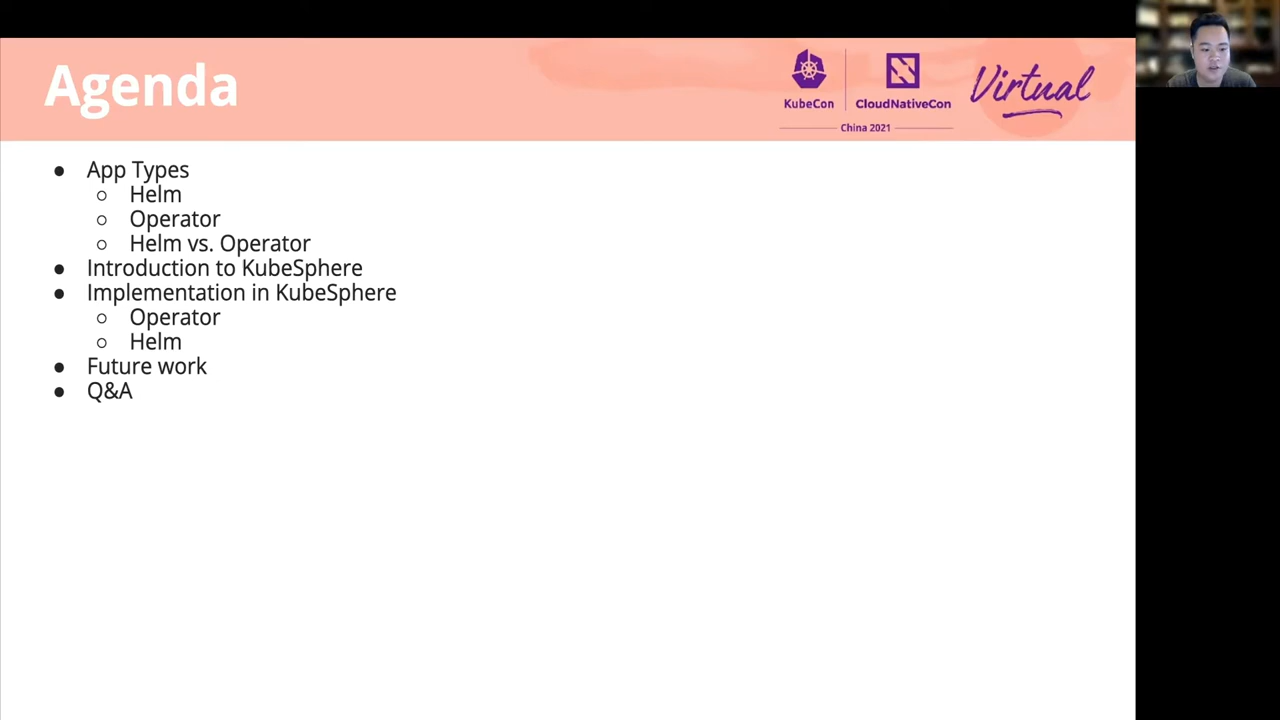 Agenda
KubeCon
CloudNativeCon
Virtual
China 2021
● App Types
○ Helm
○ Operator
○ Helm vs. Operator
● Introduction to KubeSphere
● Implementation in KubeSphere
○ Operator
○ Helm
● Future work
● Q&A